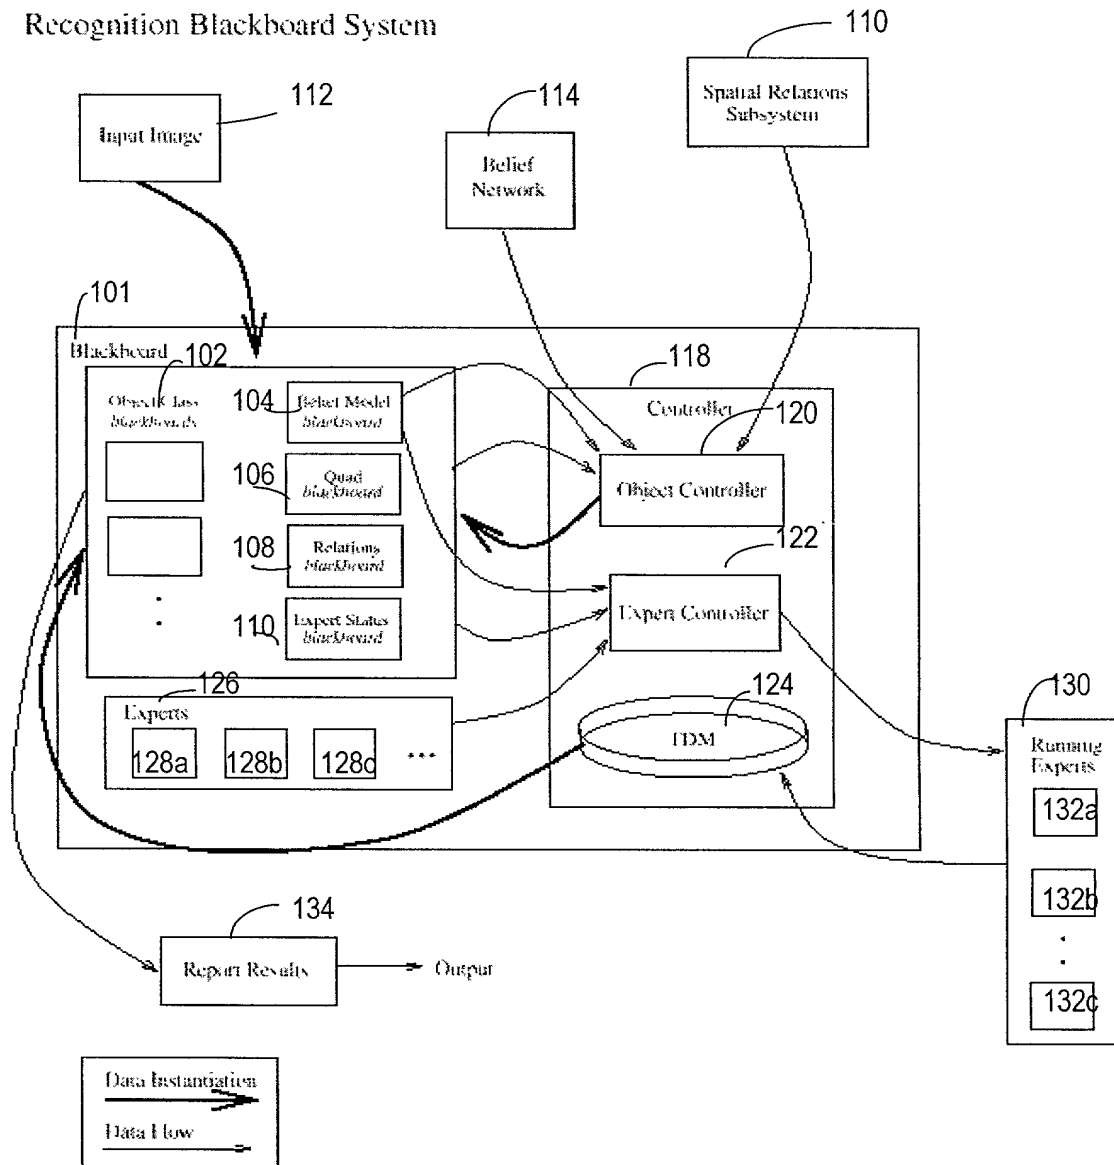 Recognition Blackboard System
110
112
114
Input Image
Spatial Relations
Subsystem
Belief
Network
101
Blackboard
102
118
Object Class
blackboards
104
Belief Model
blackboard
Controller
120
106
Quad
blackboard
Object Controller
108
Relations
blackboard
122
110
Expert Status
blackboard
Expert Controller
126
Experts
128a
128b
128c
...
124
TDM
130
Running
Experts
132a
132b
132c
134
Report Results
Output
Data Instantiation
Data Flow